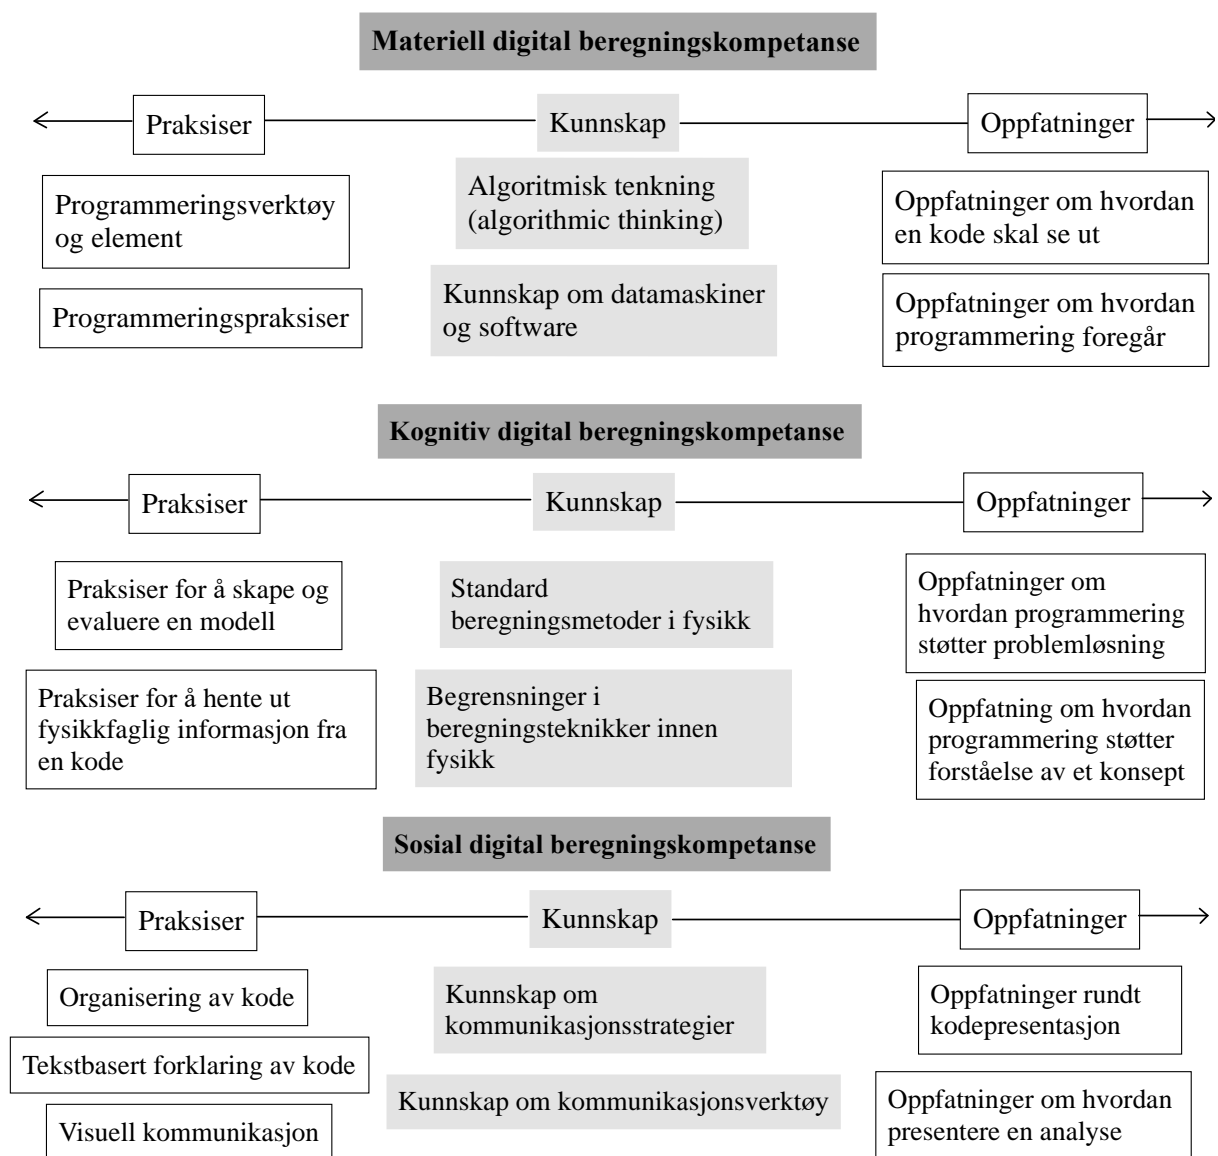 Materiell digital beregningskompetanse
Praksiser
Kunnskap
Oppfatninger
Programmeringsverktøy
og element
Algoritmisk tenkning
(algorithmic thinking)
Oppfatninger om hvordan
en kode skal se ut
Programmeringspraksiser
Kunnskap om datamaskiner
og software
Oppfatninger om hvordan
programmering foregår
Kognitiv digital beregningskompetanse
Praksiser
Kunnskap
Oppfatninger
Praksiser for å skape og
evaluere en modell
Standard
beregningsmetoder i fysikk
Oppfatninger om
hvordan programmering
støtter problemløsning
Praksiser for å hente ut
fysikkfaglig informasjon fra
en kode
Begrensninger i
beregningsteknikker innen
fysikk
Oppfatning om hvordan
programmering støtter
forståelse av et konsept
Sosial digital beregningskompetanse
Praksiser
Kunnskap
Oppfatninger
Organisering av kode
Kunnskap om
kommunikasjonsstrategier
Oppfatninger rundt
kodepresentasjon
Tekstbasert forklaring av kode
Kunnskap om kommunikasjonsverktøy
Oppfatninger om hvordan
presentere en analyse
Visuell kommunikasjon